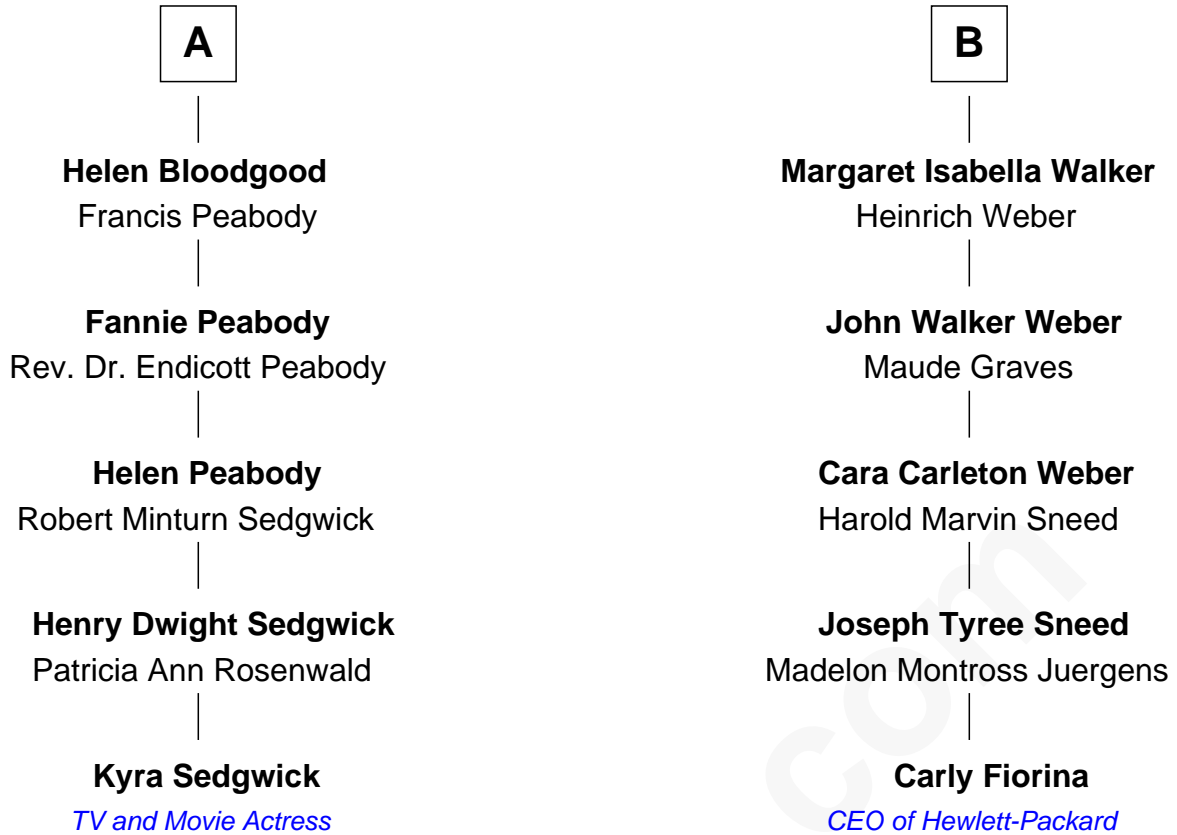 A
Helen Bloodgood
Francis Peabody
Fannie Peabody
Rev. Dr. Endicott Peabody
Helen Peabody
Robert Minturn Sedgwick
Henry Dwight Sedgwick
Patricia Ann Rosenwald
Kyra Sedgwick
TV and Movie Actress
B
Margaret Isabella Walker
Heinrich Weber
John Walker Weber
Maude Graves
Cara Carleton Weber
Harold Marvin Sneed
Joseph Tyree Sneed
Madelon Montross Juergens
Carly Fiorina
CEO of Hewlett-Packard
com